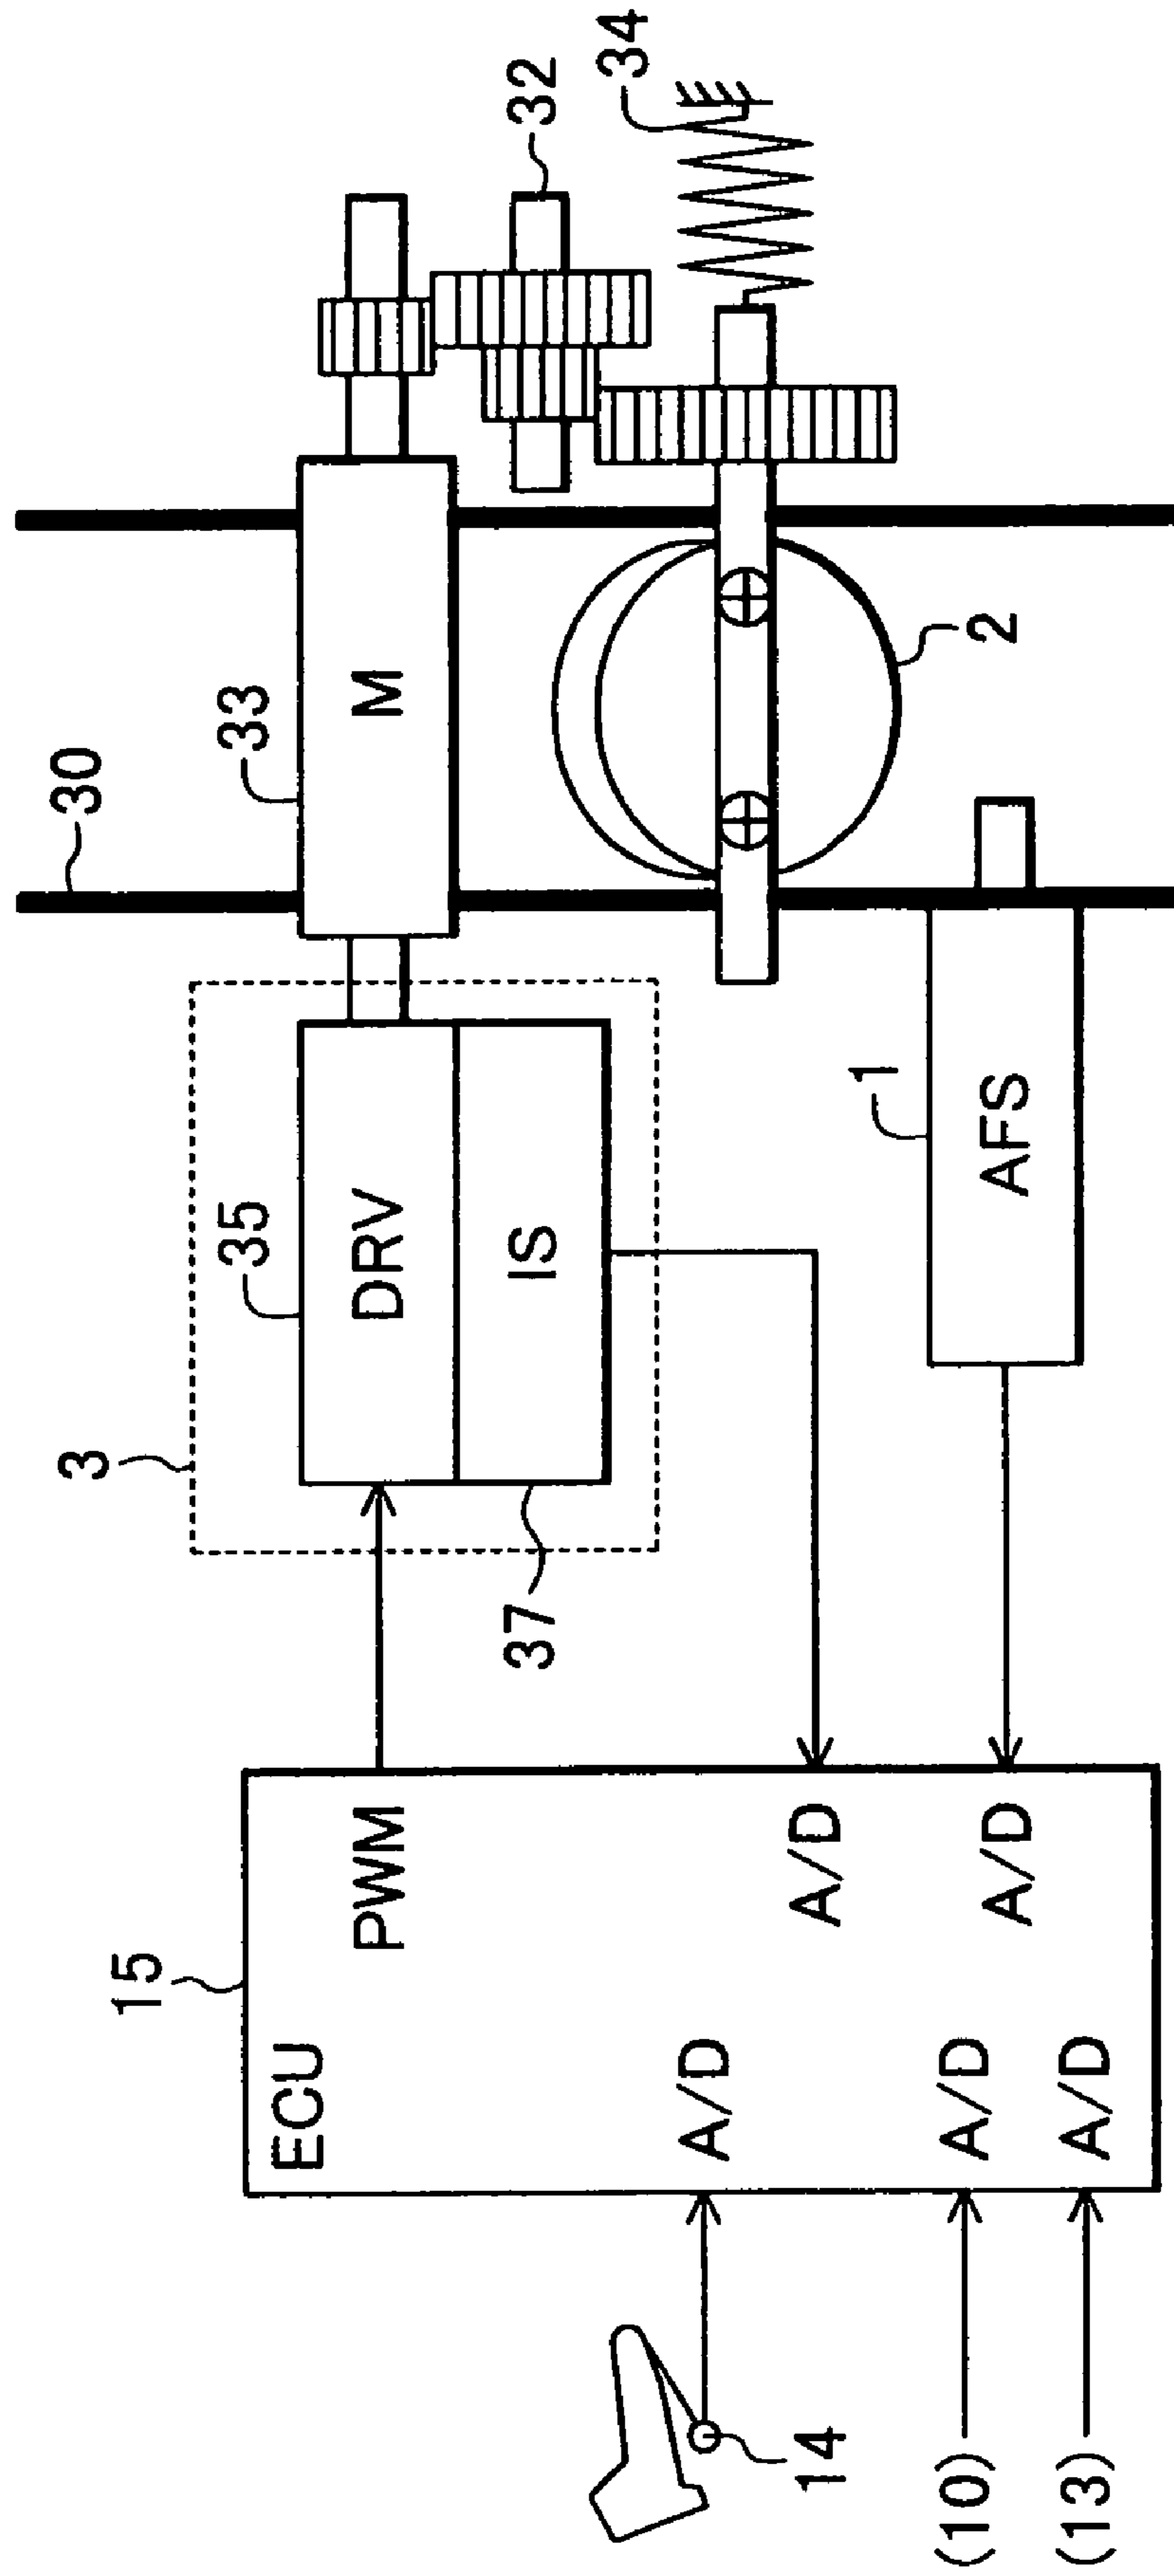 15
ECU
PWM
A/D
A/D
A/D
A/D
A/D
14
(10)
(13)
3
35
DRV
IS
37
1
AFS
30
33
M
2
32
34